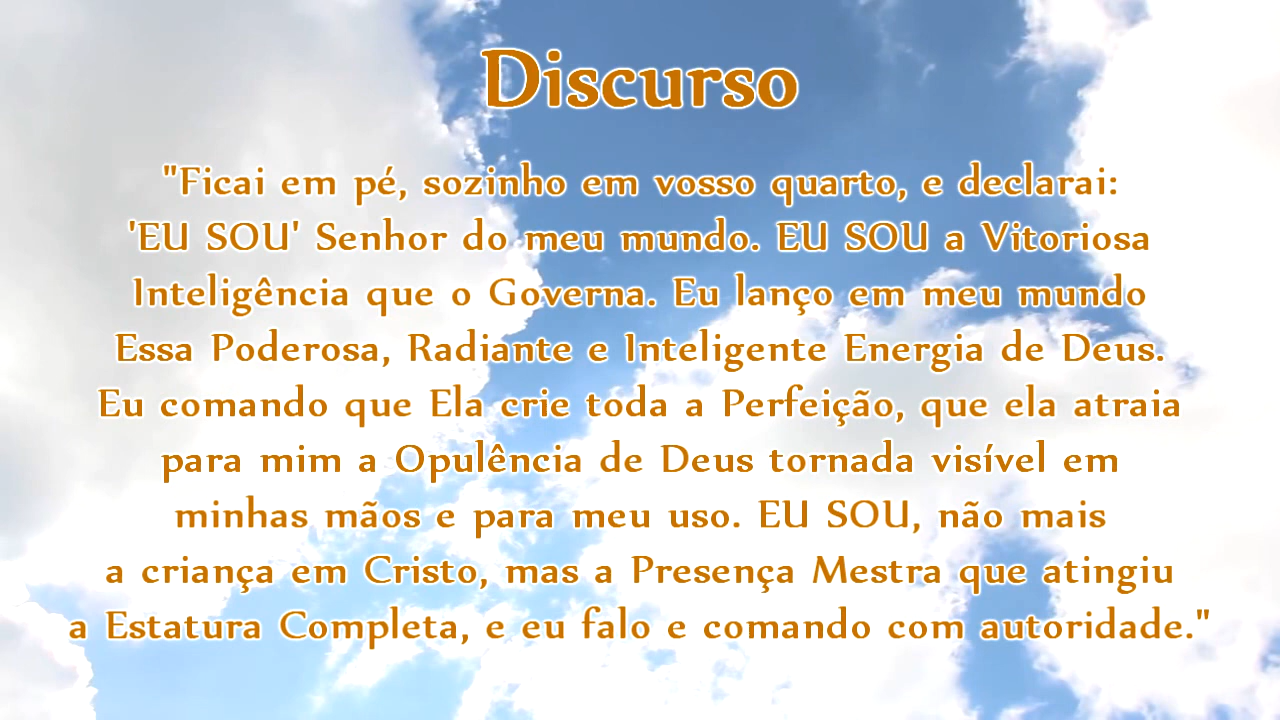 Discurso
"Ficai em pé, sozinho em vosso quarto, e declarai:
'EU SOU' Senhor do meu mundo. EU SOU a Vitoriosa
Inteligência que o Governa. Eu lanço em meu mundo
Essa Poderosa, Radiante e Inteligente Energia de Deus.
Eu comando que Ela crie toda a Perfeição, que ela atraia
para mim a Opulência de Deus tornada visível em
minhas mãos e para meu uso. EU SOU, não mais
a criança em Cristo, mas a Presença Mestra que atingiu
a Estatura Completa, e eu falo e comando com autoridade."